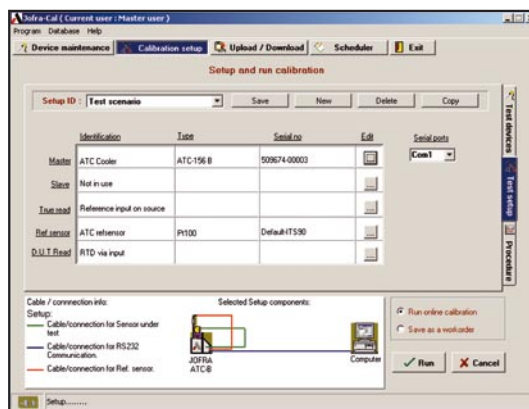 Jofra-Cal ( Current user : Master user )
Program Database Help
Device maintenance Calibration setup Upload / Download Scheduler Exit
Setup and run calibration
Setup ID : Test scenario Save New Delete Copy
Identification Type Serial no Edit Serial ports
Master ATC Cooler ATC-156 B 509674-00003 ... Com1
Slave Not in use ...
True read Reference input on source ...
Ref.sensor ATC refsensor Pt100 Default-ITS90 ...
D.U.T Read RTD via input ...
Test devices
Test setup
Procedure
Cable / connnection info: Selected Setup components:
Setup:
Cable/connection for Sensor under
test
Cable/connection for RS232
Communication.
Cable/connection for Ref. sensor.
JOFRA
ATC-B
Computer
Run online calibration
Save as a workorder
Run Cancel
Setup........